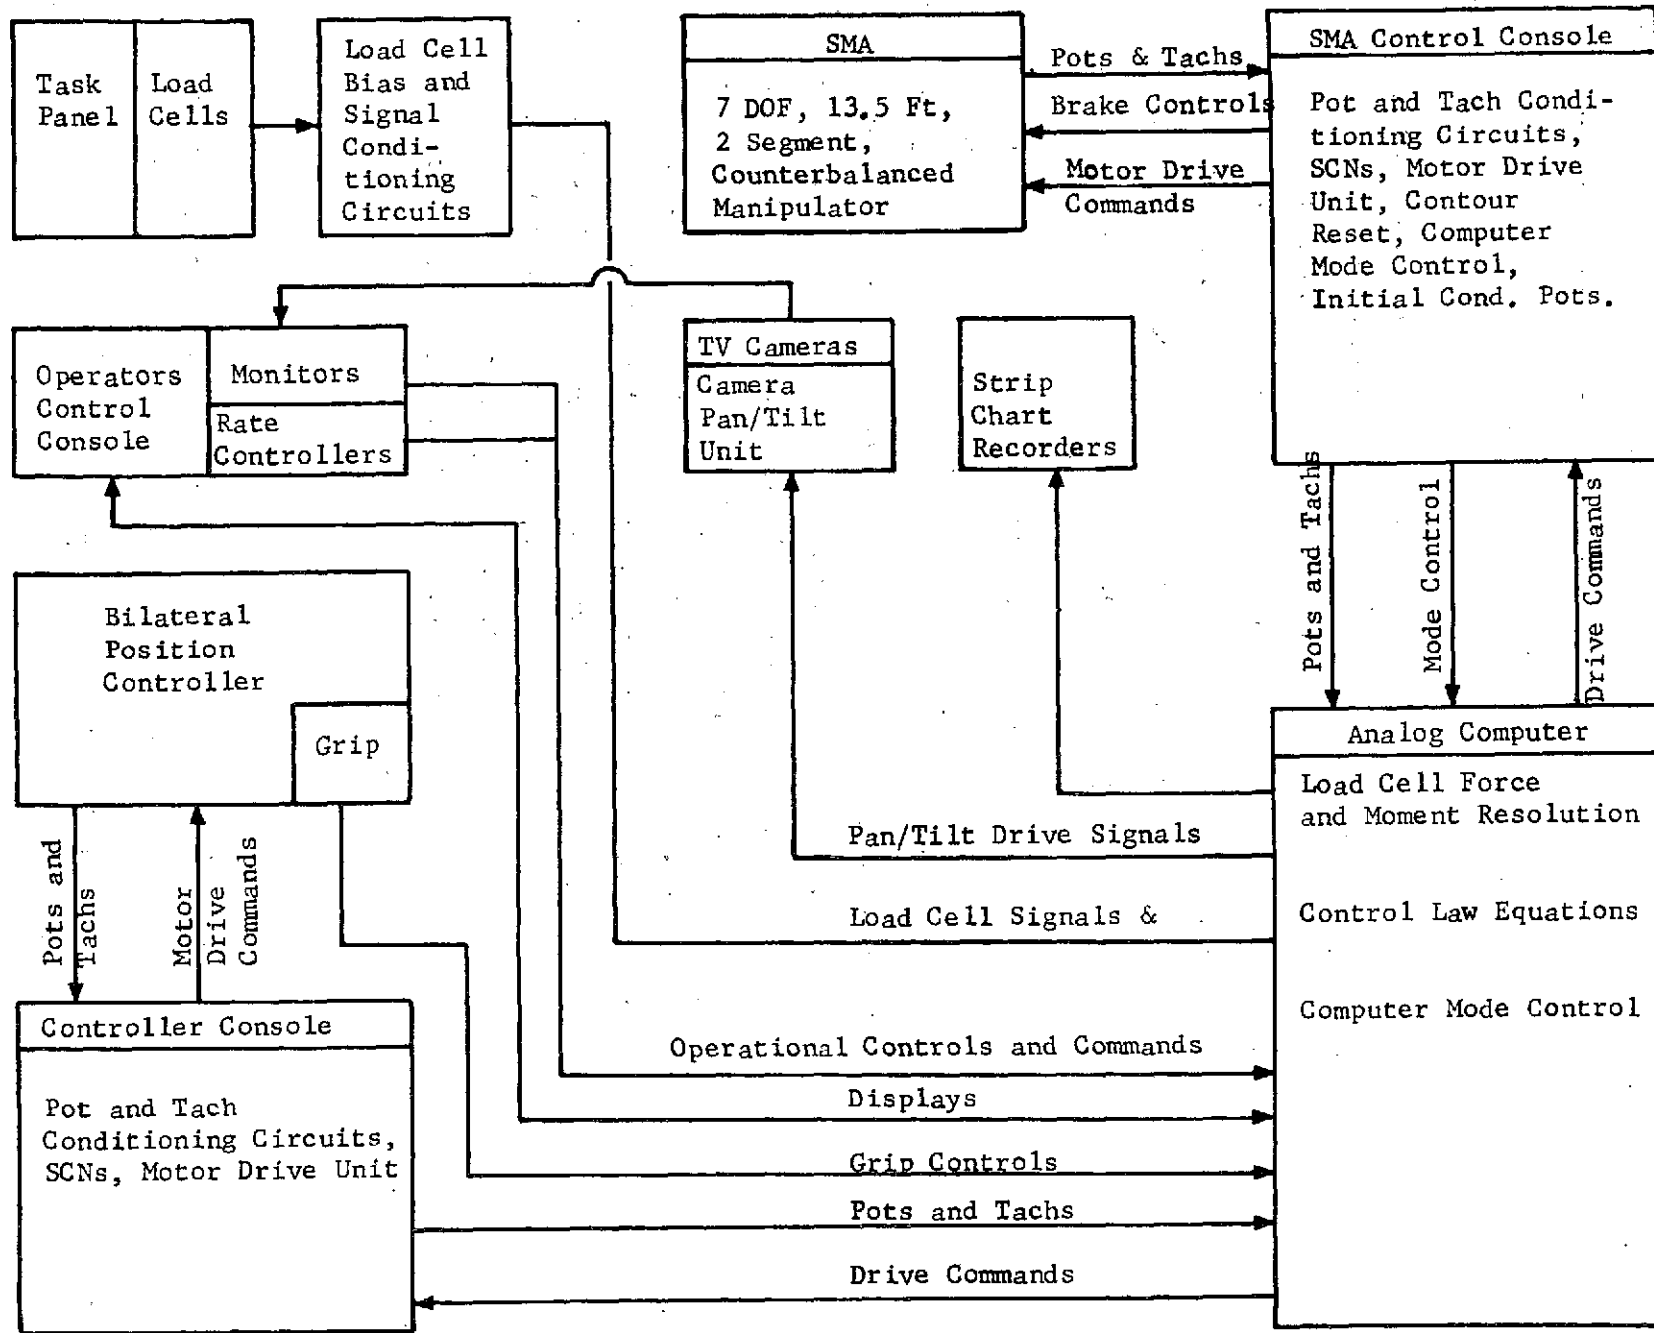 Task
Panel
Load
Cells
Load Cell
Bias and
Signal
Condi-
tioning
Circuits
SMA
7 DOF, 13.5 Ft,
2 Segment,
Counterbalanced
Manipulator
Pots & Tachs
Brake Controls
Motor Drive
Commands
SMA Control Console
Pot and Tach Condi-
tioning Circuits,
SCNs, Motor Drive
Unit, Contour
Reset, Computer
Mode Control,
Initial Cond. Pots.
Operators
Control
Console
Monitors
Rate
Controllers
TV Cameras
Camera
Pan/Tilt
Unit
Strip
Chart
Recorders
Pots and Tachs
Mode Control
Drive Commands
Bilateral
Position
Controller
Grip
Pots and
Tachs
Motor
Drive
Commands
Analog Computer
Load Cell Force
and Moment Resolution
Control Law Equations
Computer Mode Control
Pan/Tilt Drive Signals
Load Cell Signals &
Controller Console
Pot and Tach
Conditioning Circuits,
SCNs, Motor Drive Unit
Operational Controls and Commands
Displays
Grip Controls
Pots and Tachs
Drive Commands